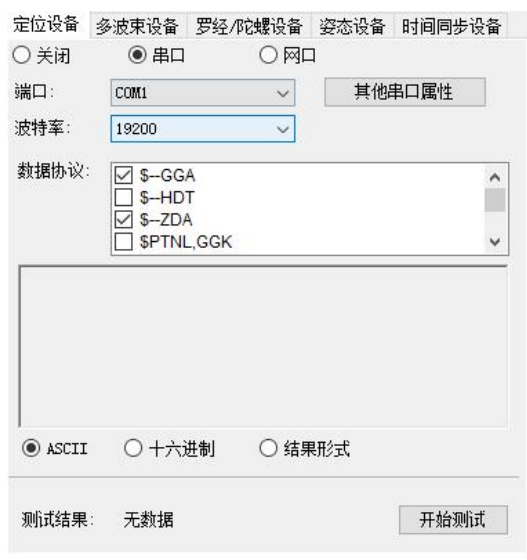 定位设备 多波束设备 罗经/陀螺设备 姿态设备 时间同步设备
关闭 串口 网口
端口: COM1 其他串口属性
波特率: 19200
数据协议: $--GGA
$--HDT
$--ZDA
$PTNL,GGK
ASCII 十六进制 结果形式
测试结果: 无数据 开始测试